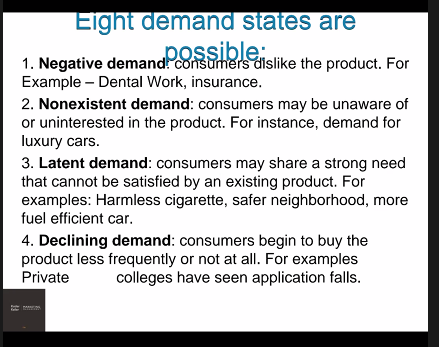 Eight demand states are
possible:
1. Negative demand: consumers dislike the product. For
Example – Dental Work, insurance.
2. Nonexistent demand: consumers may be unaware of
or uninterested in the product. For instance, demand for
luxury cars.
3. Latent demand: consumers may share a strong need
that cannot be satisfied by an existing product. For
examples: Harmless cigarette, safer neighborhood, more
fuel efficient car.
4. Declining demand: consumers begin to buy the
product less frequently or not at all. For examples
Private colleges have seen application falls.